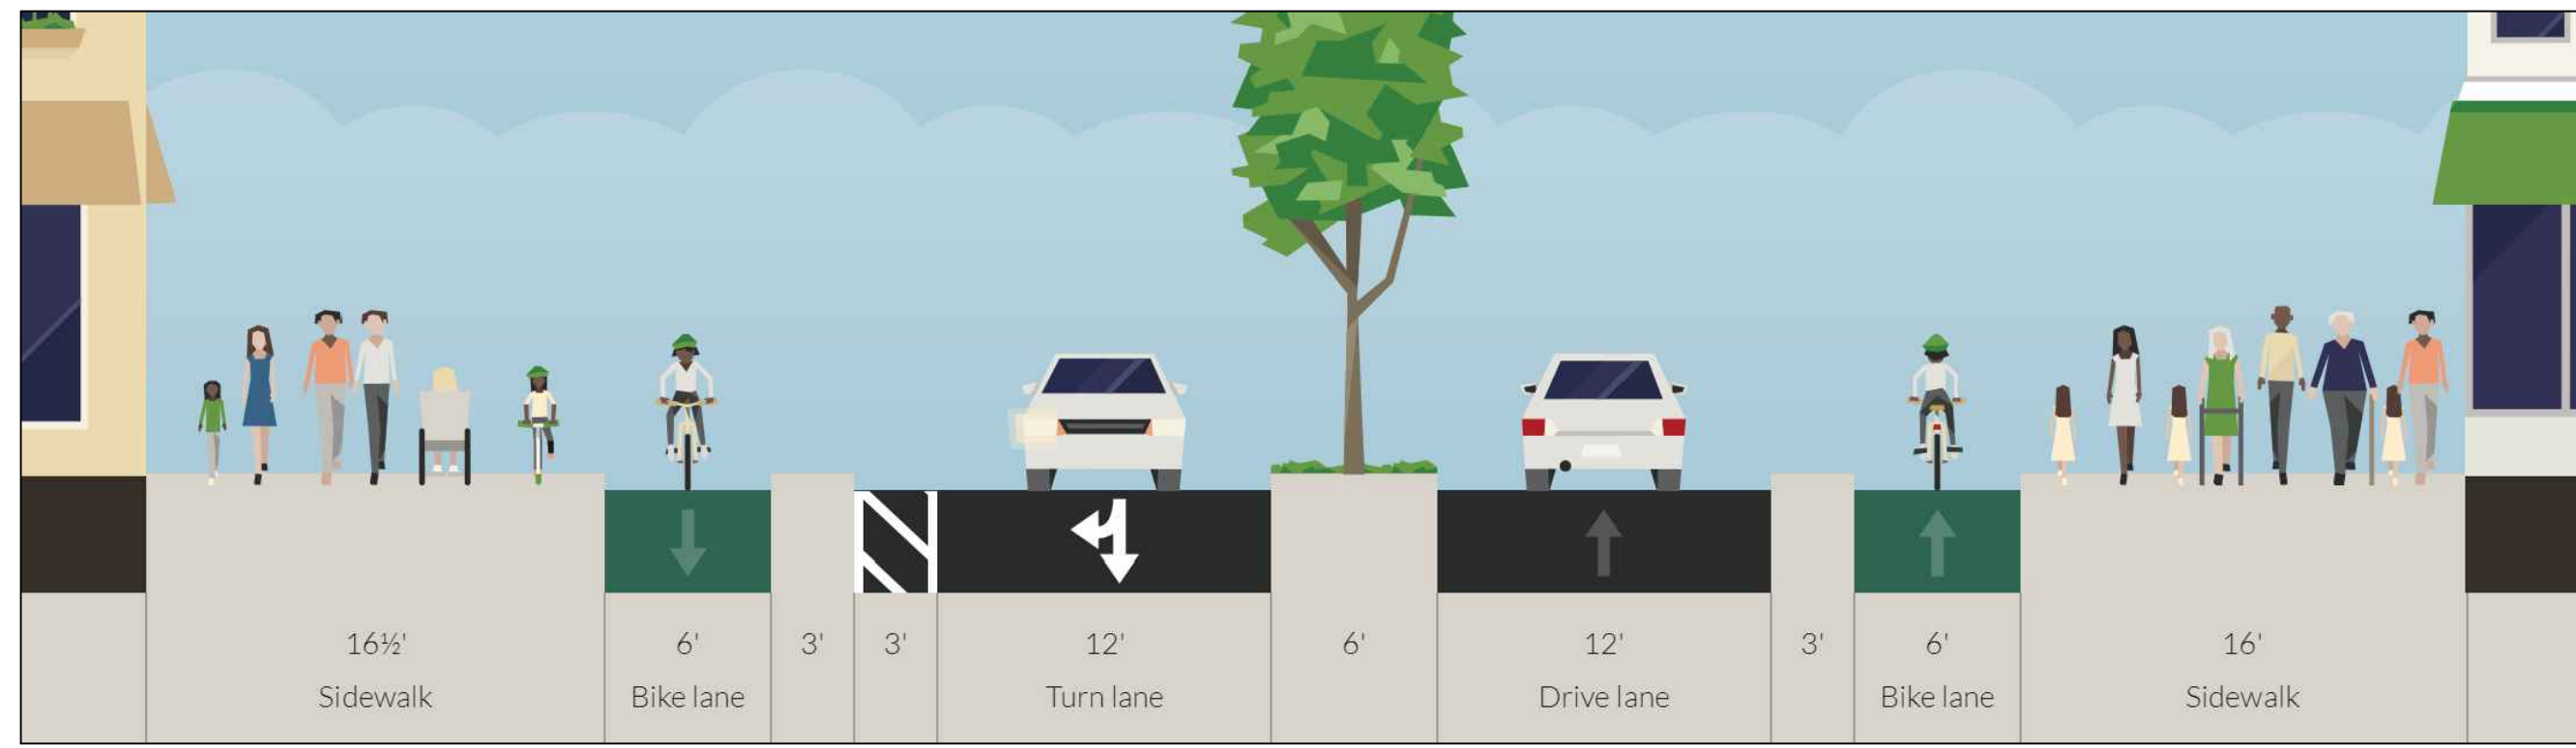 16½' 6' 3' 3' 12' 6' 12' 3' 6' 16'
Sidewalk Bike lane Turn lane Drive lane Bike lane Sidewalk